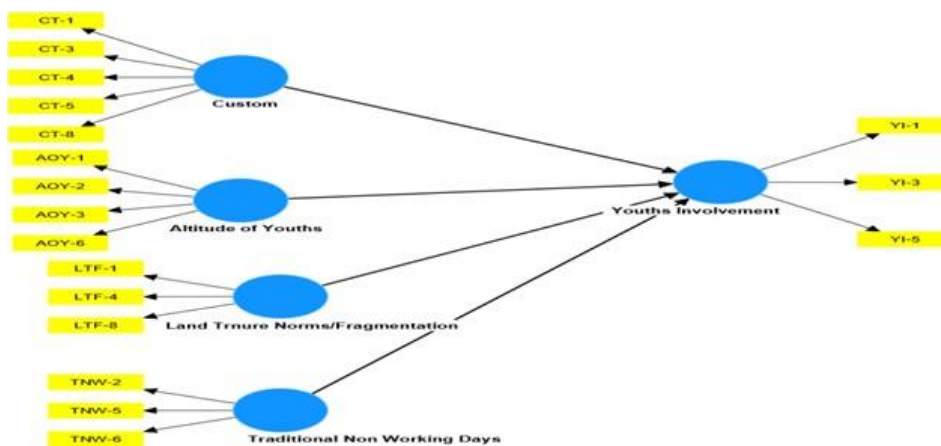 CT-1
CT-3
CT-4
CT-5
CT-8
Custom
AOY-1
AOY-2
AOY-3
AOY-6
Altitude of Youths
LTF-1
LTF-4
LTF-8
Land Trnure Norms/Fragmentation
TNW-2
TNW-5
TNW-6
Traditional Non Working Days
Youths Involvement
YI-1
YI-3
YI-5